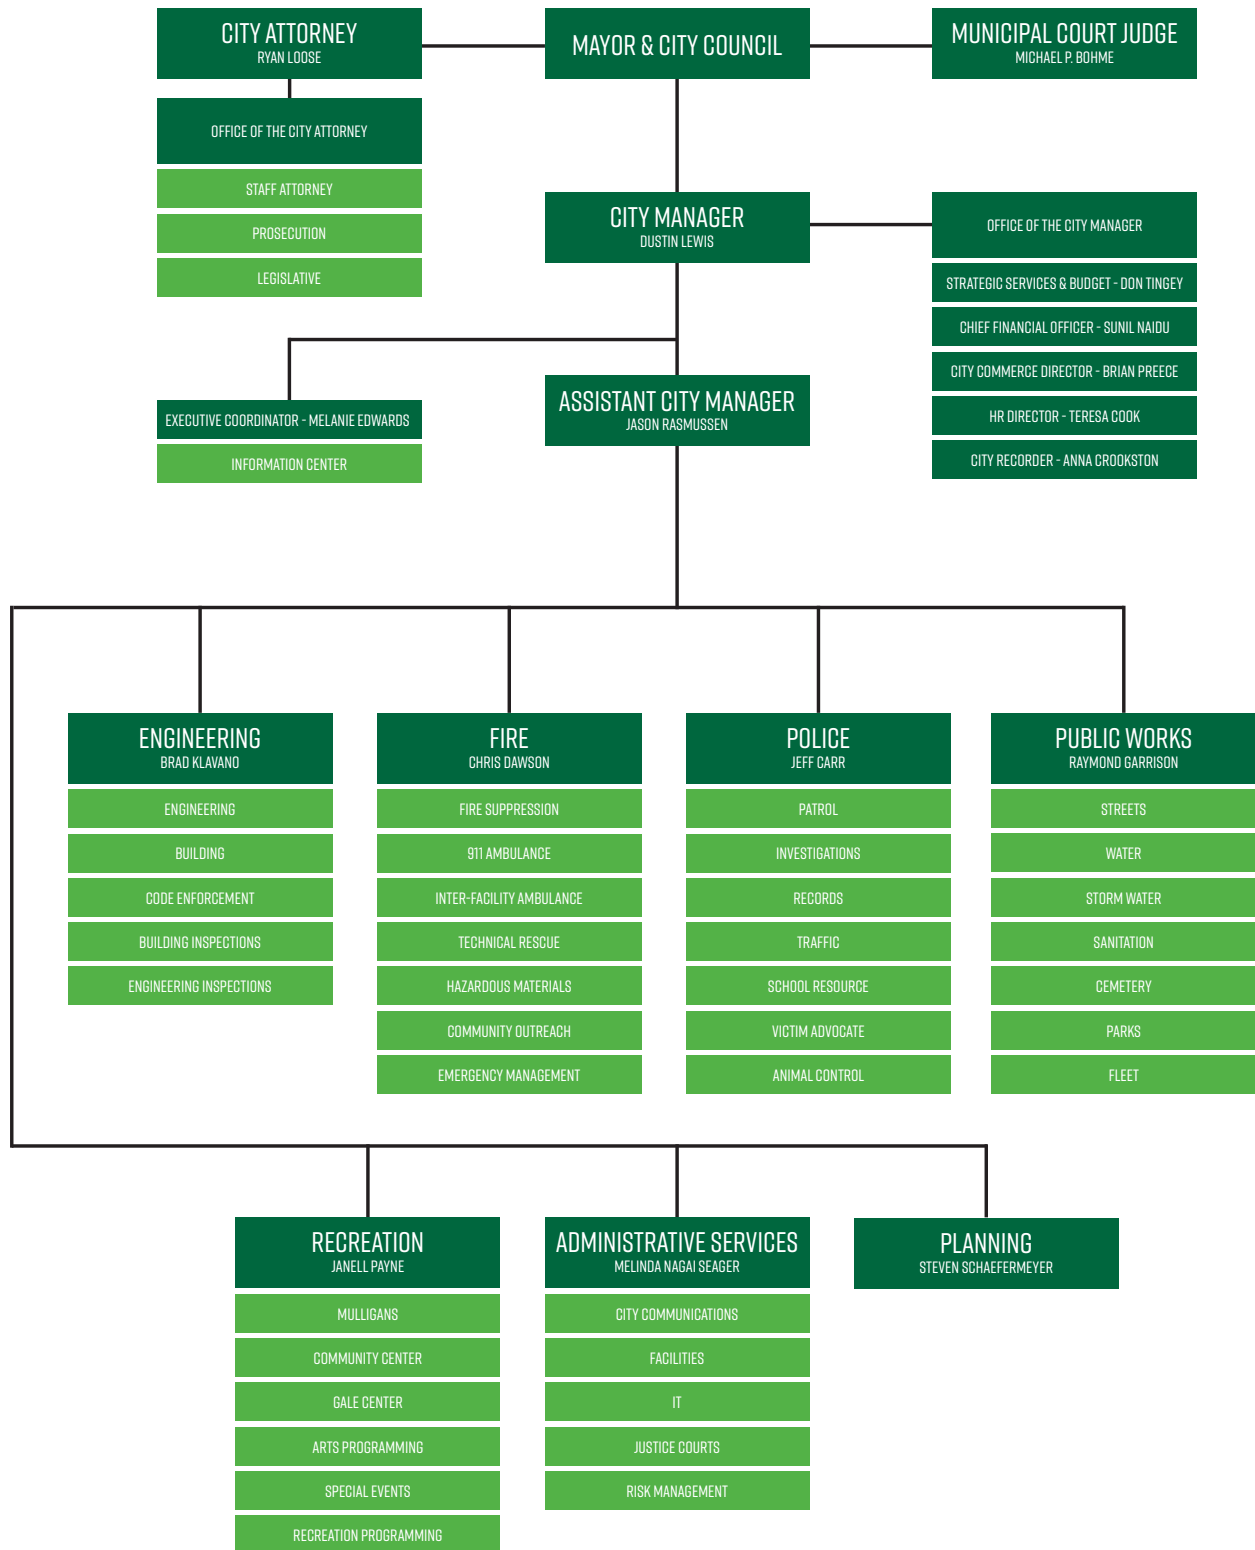 CITY ATTORNEY
RYAN LOOSE
MAYOR & CITY COUNCIL
MUNICIPAL COURT JUDGE
MICHAEL P. BOHME
OFFICE OF THE CITY ATTORNEY
STAFF ATTORNEY
PROSECUTION
LEGISLATIVE
CITY MANAGER
DUSTIN LEWIS
OFFICE OF THE CITY MANAGER
STRATEGIC SERVICES & BUDGET - DON TINGEY
CHIEF FINANCIAL OFFICER - SUNIL NAIDU
CITY COMMERCE DIRECTOR - BRIAN PREECE
HR DIRECTOR - TERESA COOK
CITY RECORDER - ANNA CROOKSTON
EXECUTIVE COORDINATOR - MELANIE EDWARDS
INFORMATION CENTER
ASSISTANT CITY MANAGER
JASON RASMUSSEN
ENGINEERING
BRAD KLAVANO
ENGINEERING
BUILDING
CODE ENFORCEMENT
BUILDING INSPECTIONS
ENGINEERING INSPECTIONS
FIRE
CHRIS DAWSON
FIRE SUPPRESSION
911 AMBULANCE
INTER-FACILITY AMBULANCE
TECHNICAL RESCUE
HAZARDOUS MATERIALS
COMMUNITY OUTREACH
EMERGENCY MANAGEMENT
POLICE
JEFF CARR
PATROL
INVESTIGATIONS
RECORDS
TRAFFIC
SCHOOL RESOURCE
VICTIM ADVOCATE
ANIMAL CONTROL
PUBLIC WORKS
RAYMOND GARRISON
STREETS
WATER
STORM WATER
SANITATION
CEMETERY
PARKS
FLEET
RECREATION
JANELL PAYNE
MULLIGANS
COMMUNITY CENTER
GALE CENTER
ARTS PROGRAMMING
SPECIAL EVENTS
RECREATION PROGRAMMING
ADMINISTRATIVE SERVICES
MELINDA NAGAI SEAGER
CITY COMMUNICATIONS
FACILITIES
IT
JUSTICE COURTS
RISK MANAGEMENT
PLANNING
STEVEN SCHAEFERMEYER